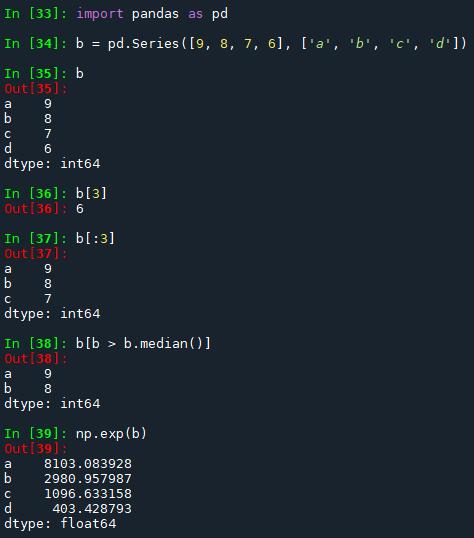 In [33]: import pandas as pd
In [34]: b = pd.Series([9, 8, 7, 6], ['a', 'b', 'c', 'd'])
In [35]: b
Out[35]:
a    9
b    8
c    7
d    6
dtype: int64
In [36]: b[3]
Out[36]: 6
In [37]: b[:3]
Out[37]:
a    9
b    8
c    7
dtype: int64
In [38]: b[b > b.median()]
Out[38]:
a    9
b    8
dtype: int64
In [39]: np.exp(b)
Out[39]:
a    8103.083928
b    2980.957987
c    1096.633158
d     403.428793
dtype: float64